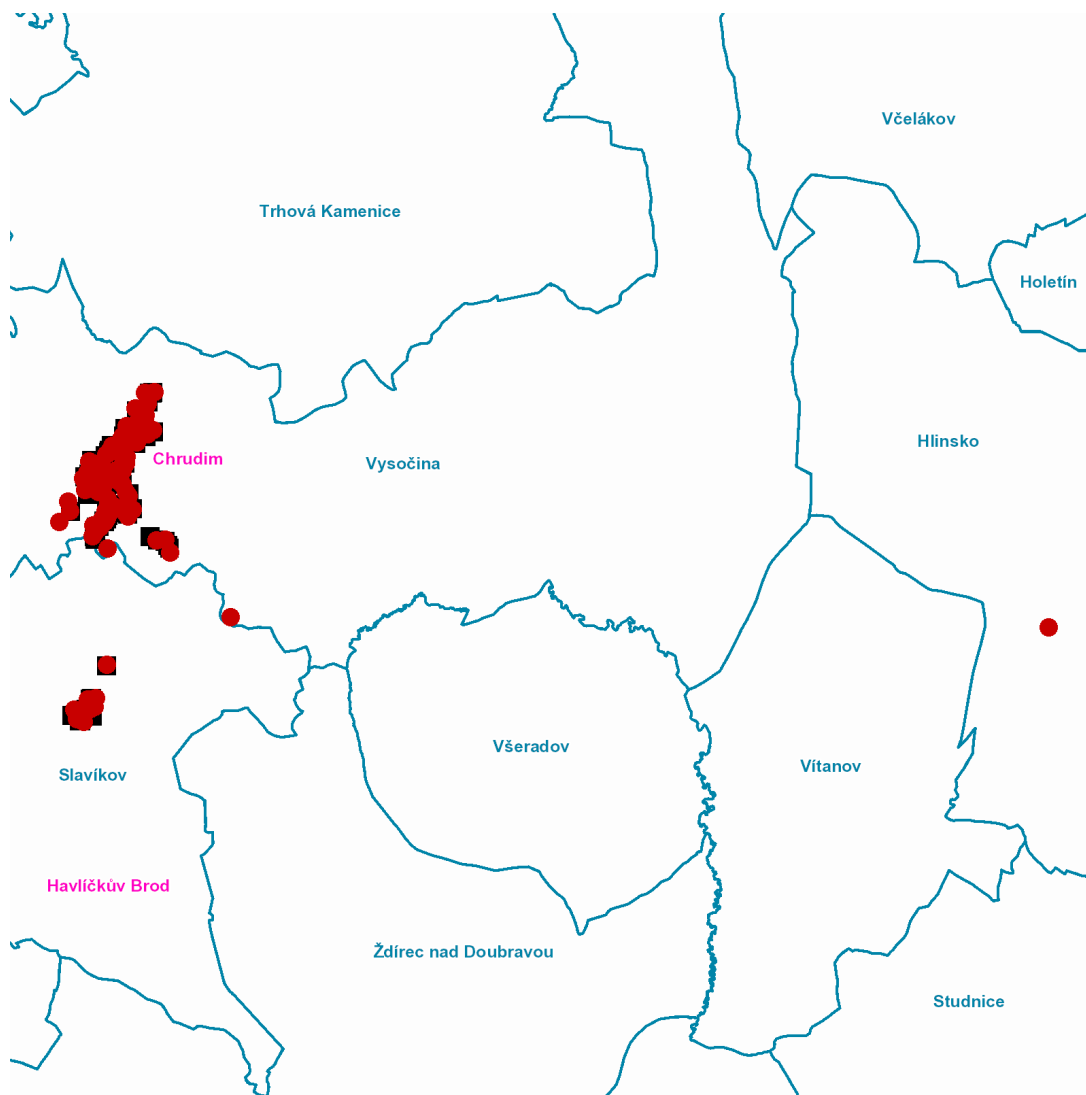 Včelákov
Trhová Kamenice
Holetín
Hlinsko
Chrudim
Vysočina
Všeradov
Vítanov
Slavíkov
Havlíčkův Brod
Ždírec nad Doubravou
Studnice